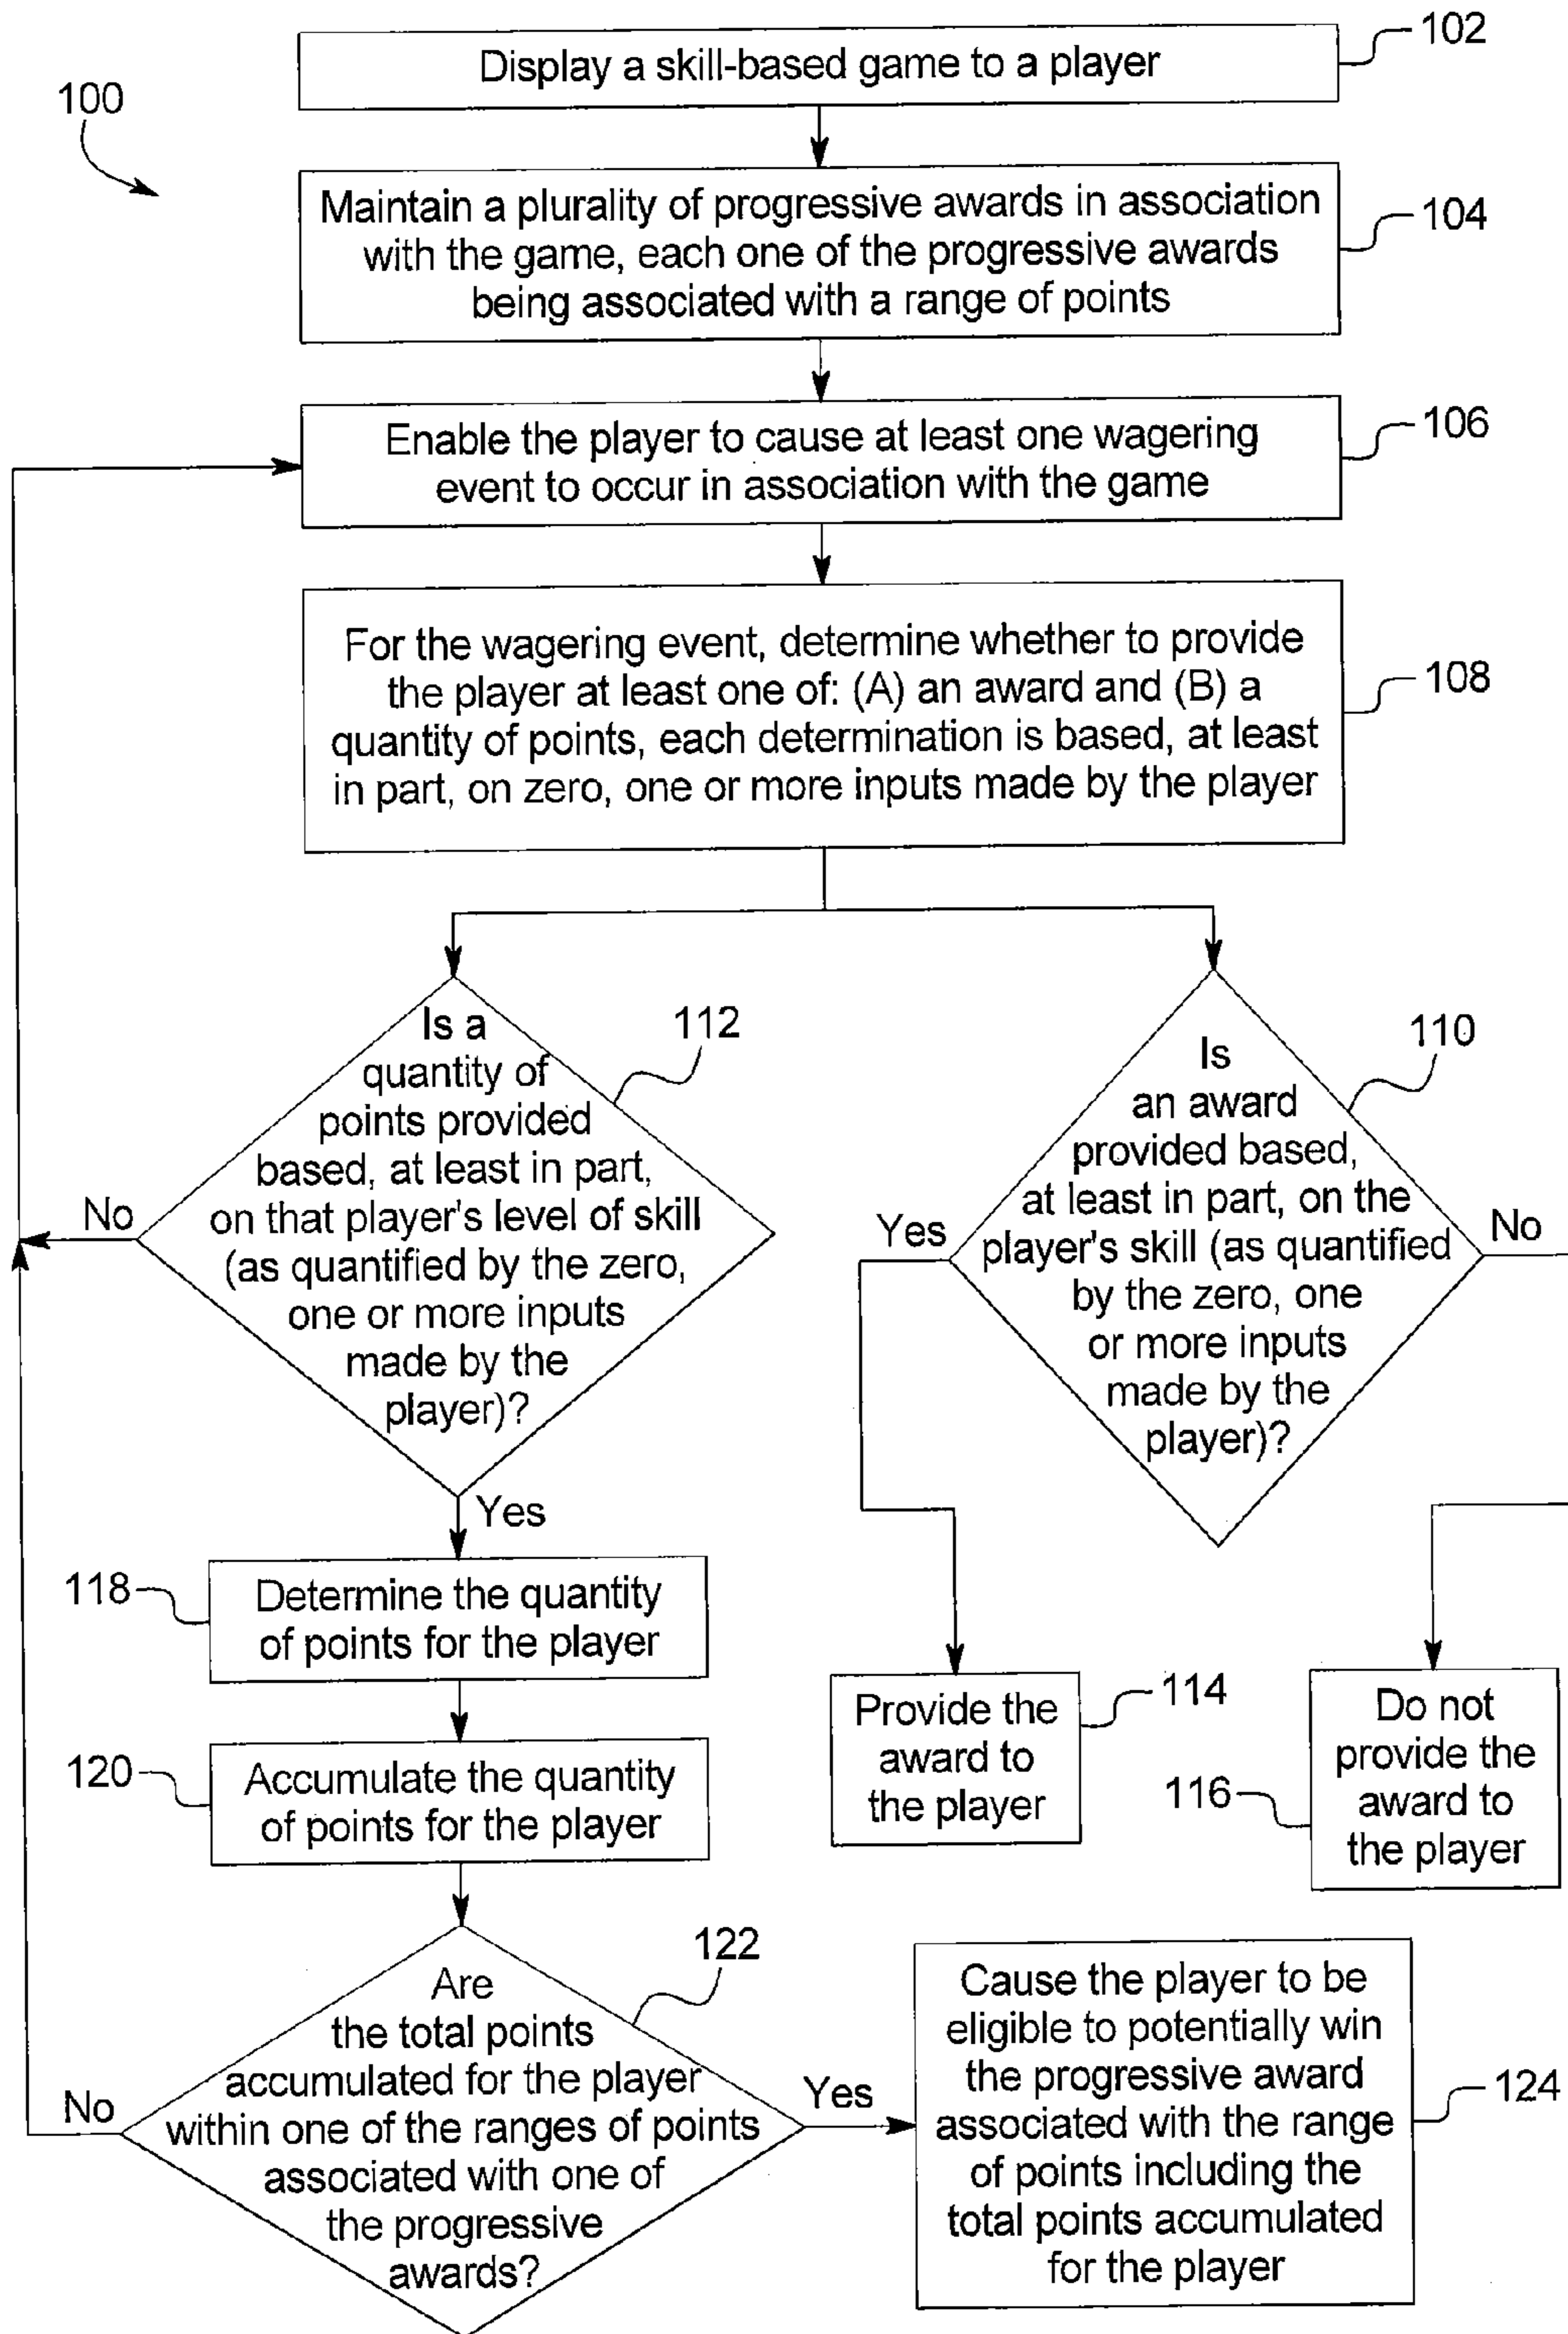 Display a skill-based game to a player
102
100
Maintain a plurality of progressive awards in association
with the game, each one of the progressive awards
being associated with a range of points
104
Enable the player to cause at least one wagering
event to occur in association with the game
106
For the wagering event, determine whether to provide
the player at least one of: (A) an award and (B) a
quantity of points, each determination is based, at least
in part, on zero, one or more inputs made by the player
108
Is a
quantity of
points provided
based, at least in part,
on that player's level of skill
(as quantified by the zero,
one or more inputs
made by the
player)?
112
No
Yes
Is
an award
provided based,
at least in part, on the
player's skill (as quantified
by the zero, one
or more inputs
made by the
player)?
110
Yes
No
118
Determine the quantity
of points for the player
Provide the
award to
the player
114
Do not
provide the
award to
the player
116
120
Accumulate the quantity
of points for the player
Are
the total points
accumulated for the player
within one of the ranges of points
associated with one of
the progressive
awards?
122
No
Yes
Cause the player to be
eligible to potentially win
the progressive award
associated with the range
of points including the
total points accumulated
for the player
124